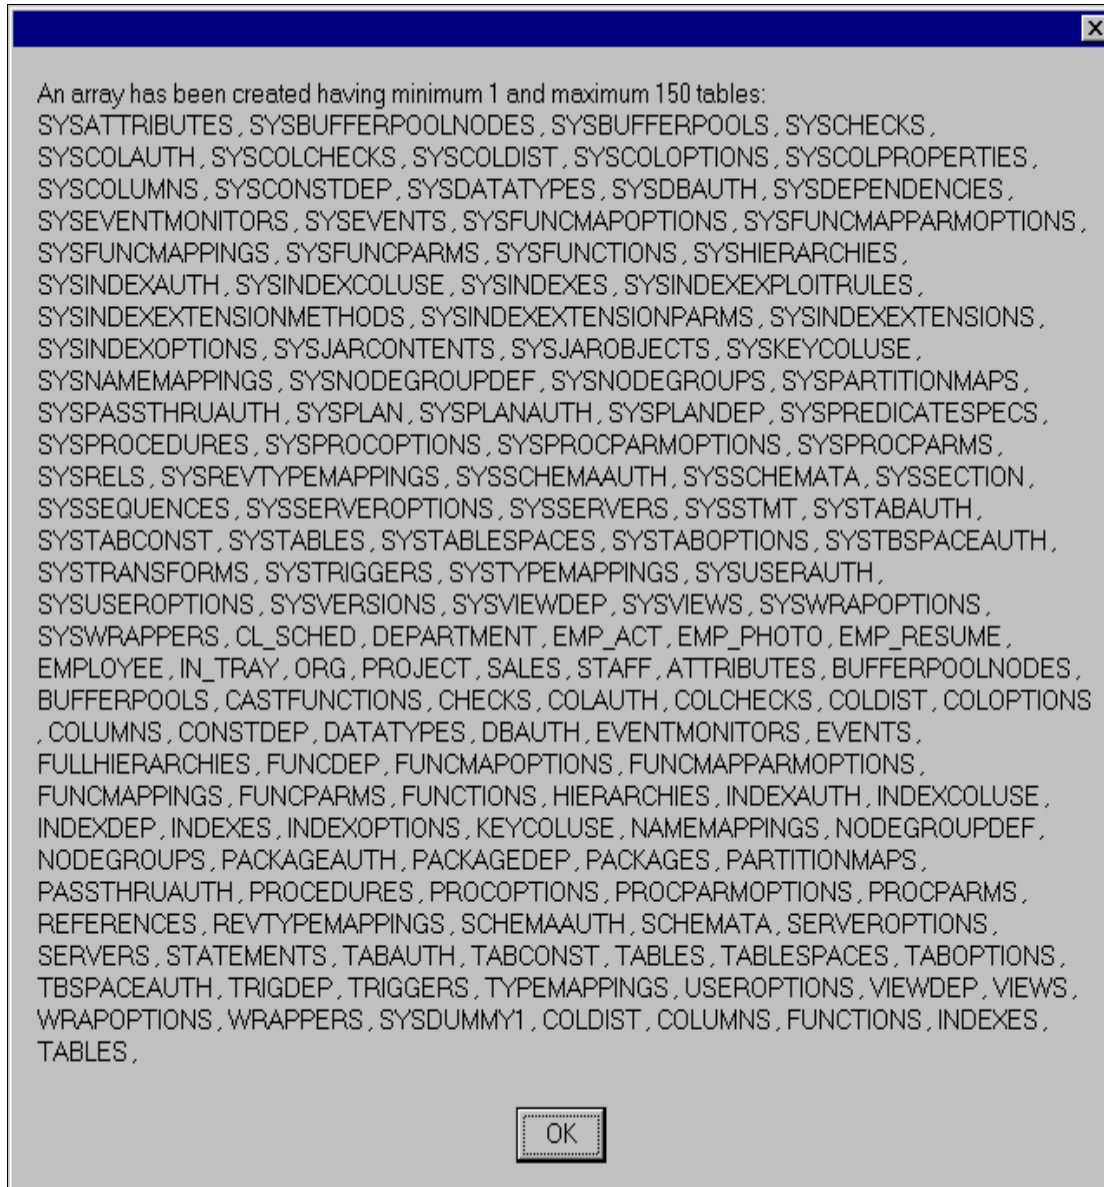 An array has been created having minimum 1 and maximum 150 tables:
SYSATTRIBUTES , SYSBUFFERPOOLNODES , SYSBUFFERPOOLS , SYSCHECKS ,
SYSCOLAUTH , SYSCOLCHECKS , SYSCOLDIST , SYSCOLOPTIONS , SYSCOLPROPERTIES ,
SYSCOLUMNS , SYSCONSTDEP , SYSDATATYPES , SYSDBAUTH , SYSDEPENDENCIES ,
SYSEVENTMONITORS , SYSEVENTS , SYSFUNCMAPOPTIONS , SYSFUNCMAPPARMOPTIONS ,
SYSFUNCMAPPINGS , SYSFUNCPARMS , SYSFUNCTIONS , SYSHIERARCHIES ,
SYSINDEXAUTH , SYSINDEXCOLUSE , SYSINDEXES , SYSINDEXEXPLOITRULES ,
SYSINDEXEXTENSIONMETHODS , SYSINDEXEXTENSIONPARMS , SYSINDEXEXTENSIONS ,
SYSINDEXOPTIONS , SYSJARCONTENTS , SYSJAROBJECTS , SYSKEYCOLUSE ,
SYSNAMEMAPPINGS , SYSNODEGROUPDEF , SYSNODEGROUPS , SYSPARTITIONMAPS ,
SYSPASSTHRUAUTH , SYSPLAN , SYSPLANAUTH , SYSPLANDEP , SYSPREDICATESPECS ,
SYSPROCEDURES , SYSPROCOPTIONS , SYSPROCPARMOPTIONS , SYSPROCPARMS ,
SYSRELS , SYSREVTYPEMAPPINGS , SYSSCHEMAAUTH , SYSSCHEMATA , SYSSECTION ,
SYSSEQUENCES , SYSSERVEROPTIONS , SYSSERVERS , SYSSTMT , SYSTABAUTH ,
SYSTABCONST , SYSTABLES , SYSTABLESPACES , SYSTABOPTIONS , SYSTBSPACEAUTH ,
SYSTRANSFORMS , SYSTRIGGERS , SYSTYPEMAPPINGS , SYSUSERAUTH ,
SYSUSEROPTIONS , SYSVERSIONS , SYSVIEWDEP , SYSVIEWS , SYSWRAPOPTIONS ,
SYSWRAPPERS , CL_SCHED , DEPARTMENT , EMP_ACT , EMP_PHOTO , EMP_RESUME ,
EMPLOYEE , IN_TRAY , ORG , PROJECT , SALES , STAFF , ATTRIBUTES , BUFFERPOOLNODES ,
BUFFERPOOLS , CASTFUNCTIONS , CHECKS , COLAUTH , COLCHECKS , COLDIST , COLOPTIONS
, COLUMNS , CONSTDEP , DATATYPES , DBAUTH , EVENTMONITORS , EVENTS ,
FULLHIERARCHIES , FUNCDEP , FUNCMAPOPTIONS , FUNCMAPPARMOPTIONS ,
FUNCMAPPINGS , FUNCPARMS , FUNCTIONS , HIERARCHIES , INDEXAUTH , INDEXCOLUSE ,
INDEXDEP , INDEXES , INDEXOPTIONS , KEYCOLUSE , NAMEMAPPINGS , NODEGROUPDEF ,
NODEGROUPS , PACKAGEAUTH , PACKAGEDEP , PACKAGES , PARTITIONMAPS ,
PASSTHRUAUTH , PROCEDURES , PROCOPTIONS , PROCPARMOPTIONS , PROCPARMS ,
REFERENCES , REVTYPEMAPPINGS , SCHEMAAUTH , SCHEMATA , SERVEROPTIONS ,
SERVERS , STATEMENTS , TABAUTH , TABCONST , TABLES , TABLESPACES , TABOPTIONS ,
TBSPACEAUTH , TRIGDEP , TRIGGERS , TYPEMAPPINGS , USEROPTIONS , VIEWDEP , VIEWS ,
WRAPOPTIONS , WRAPPERS , SYSDUMMY1 , COLDIST , COLUMNS , FUNCTIONS , INDEXES ,
TABLES ,
OK